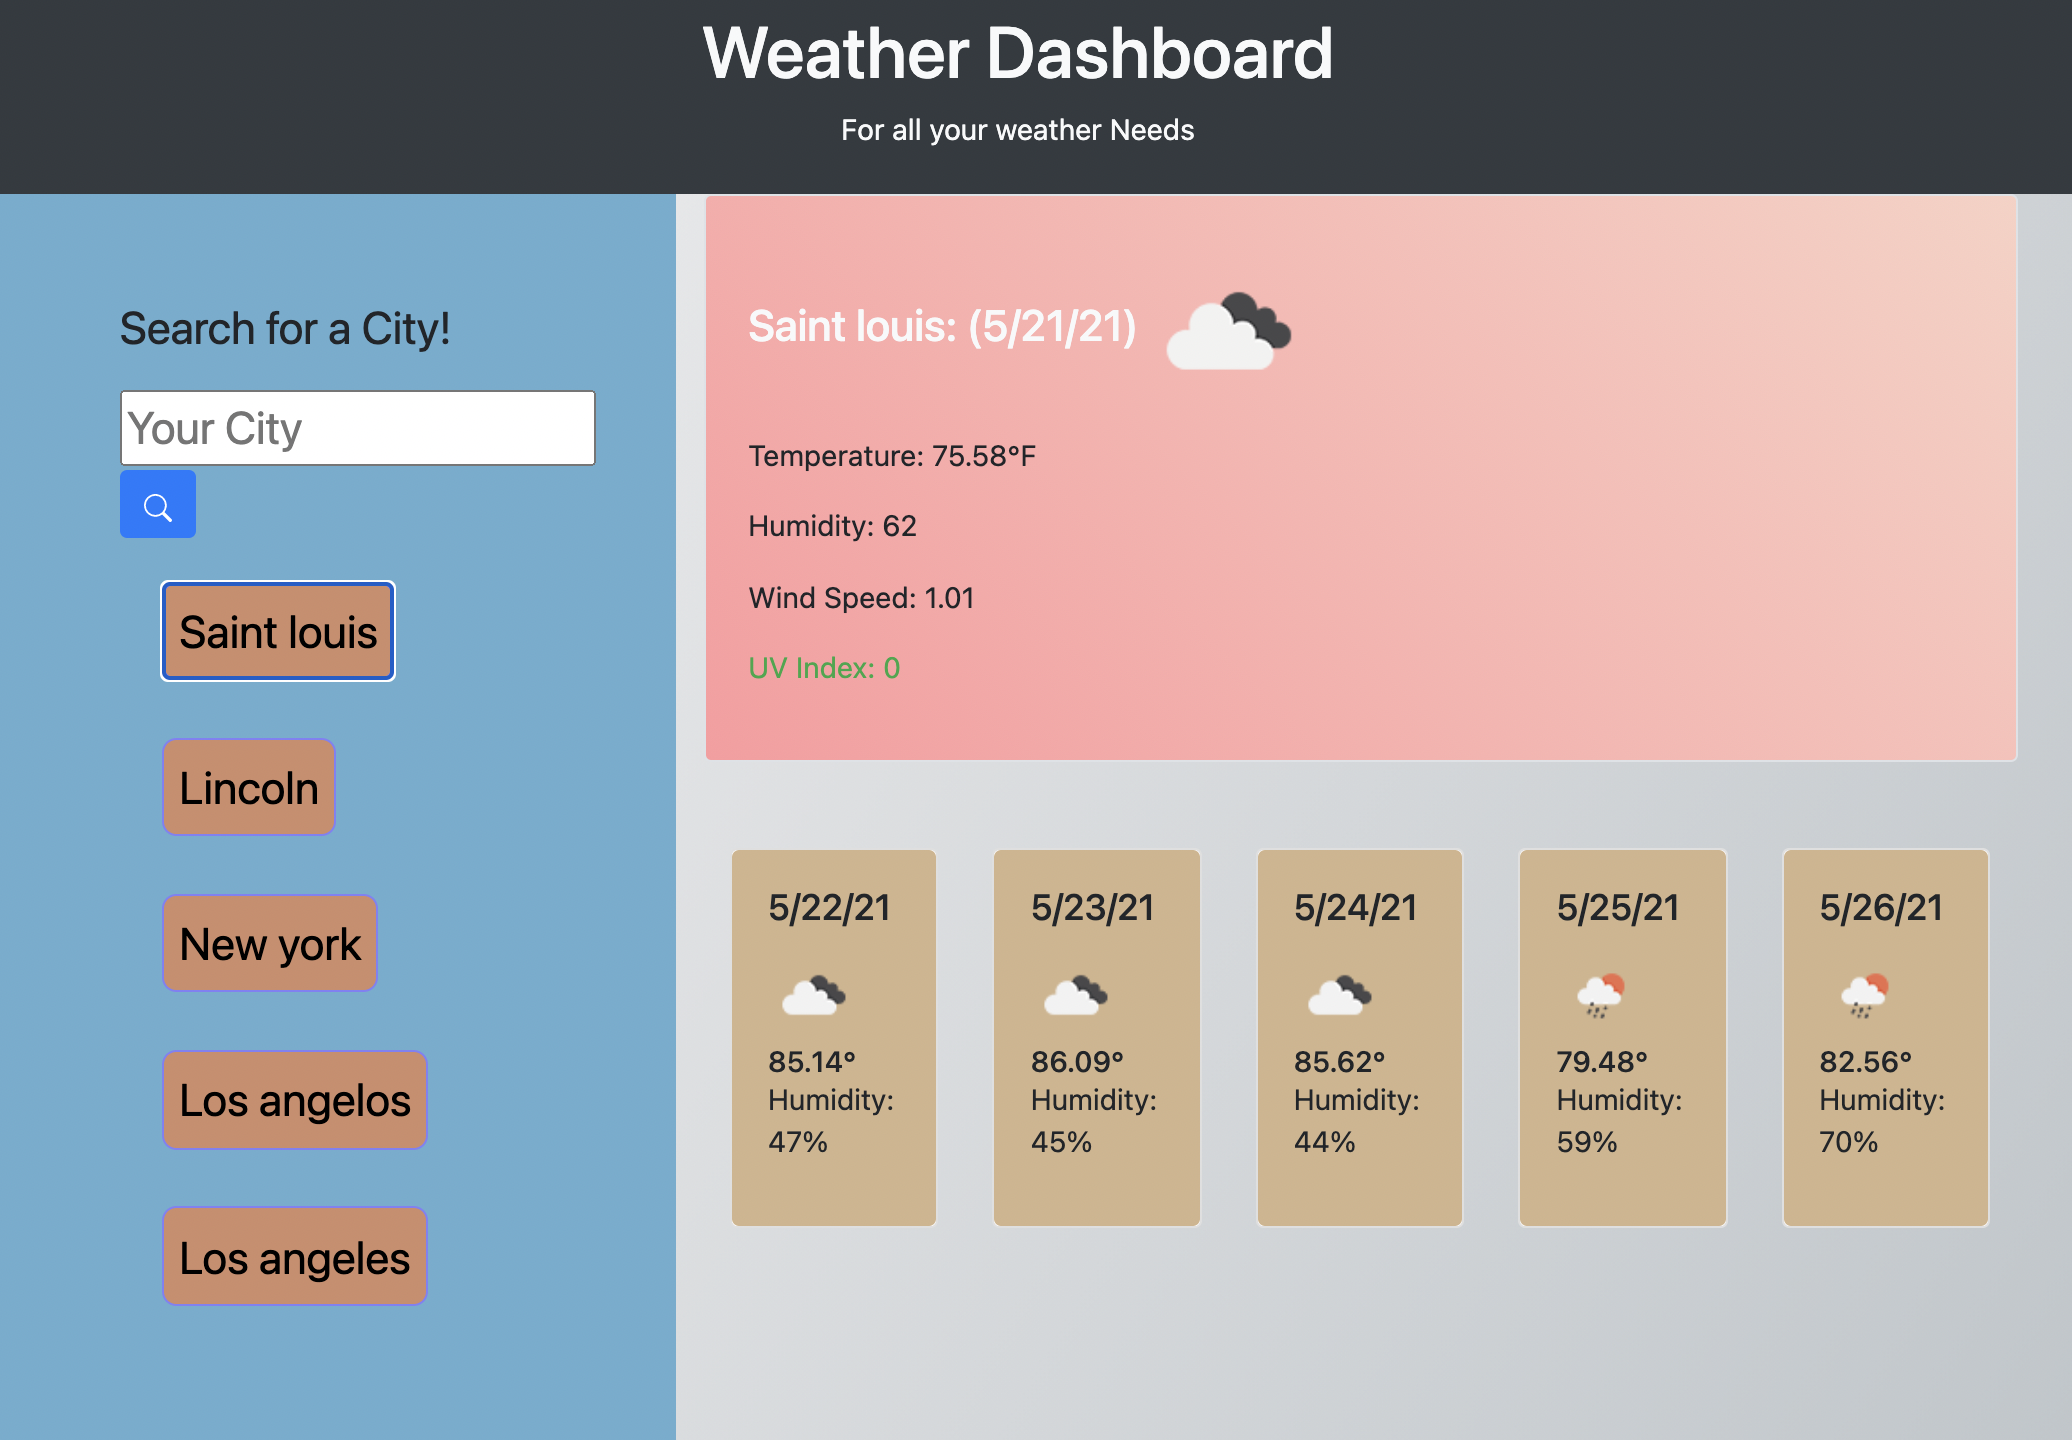 Weather Dashboard
For all your weather Needs
Search for a City!
Your City
Saint louis
Lincoln
New york
Los angelos
Los angeles
Saint louis: (5/21/21)
Temperature: 75.58°F
Humidity: 62
Wind Speed: 1.01
UV Index: 0
5/22/21
85.14°
Humidity:
47%
5/23/21
86.09°
Humidity:
45%
5/24/21
85.62°
Humidity:
44%
5/25/21
79.48°
Humidity:
59%
5/26/21
82.56°
Humidity:
70%